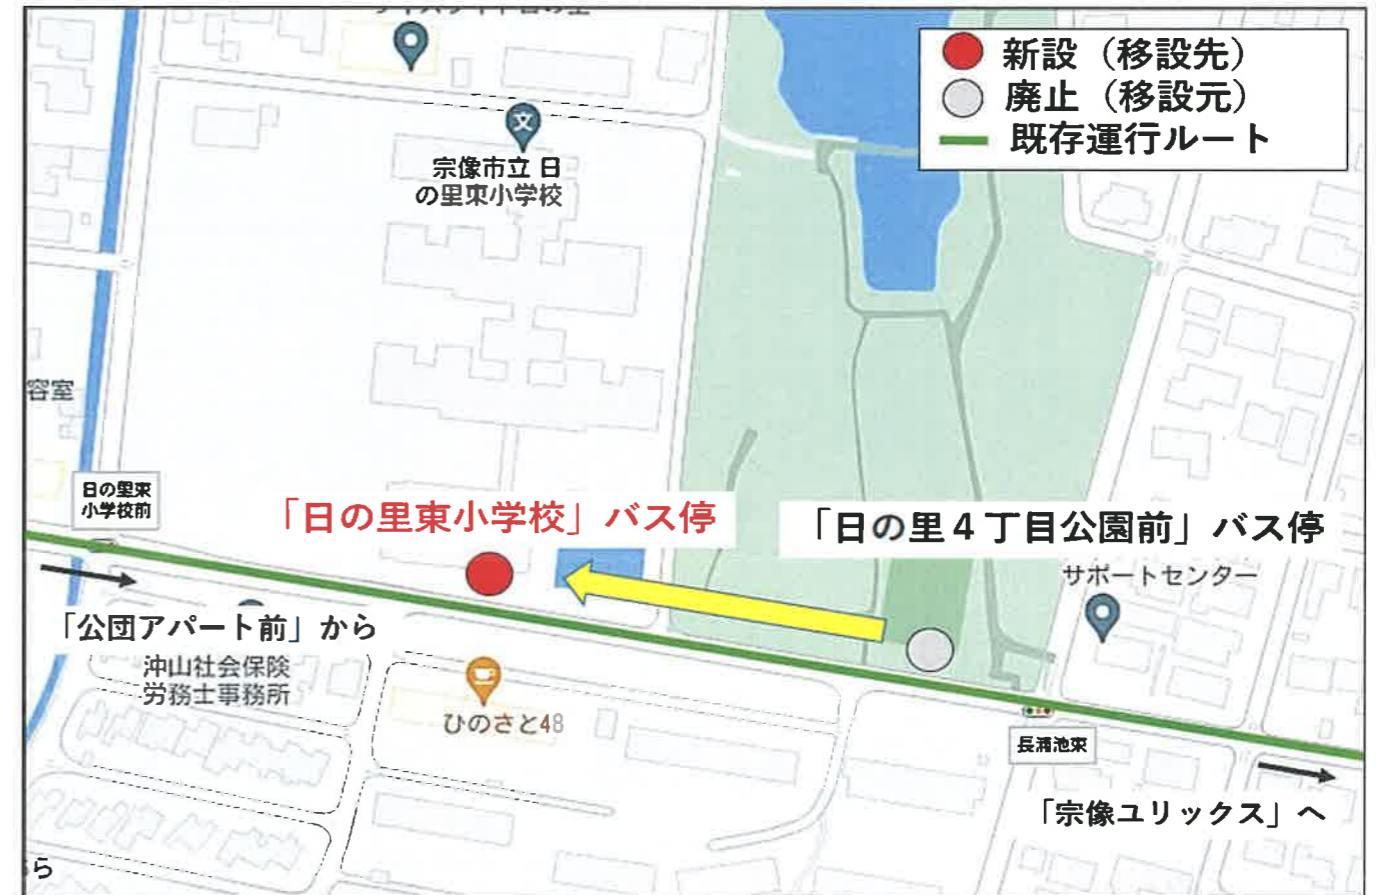 新設（移設先）
廃止（移設元）
既存運行ルート
文
宗像市立 日
の里東小学校
容室
日の里東
小学校前
「日の里東小学校」バス停
「日の里４丁目公園前」バス停
サポートセンター
「公団アパート前」から
沖山社会保険
労務士事務所
ひのさと48
長浦池東
「宗像ユリックス」へ
ら